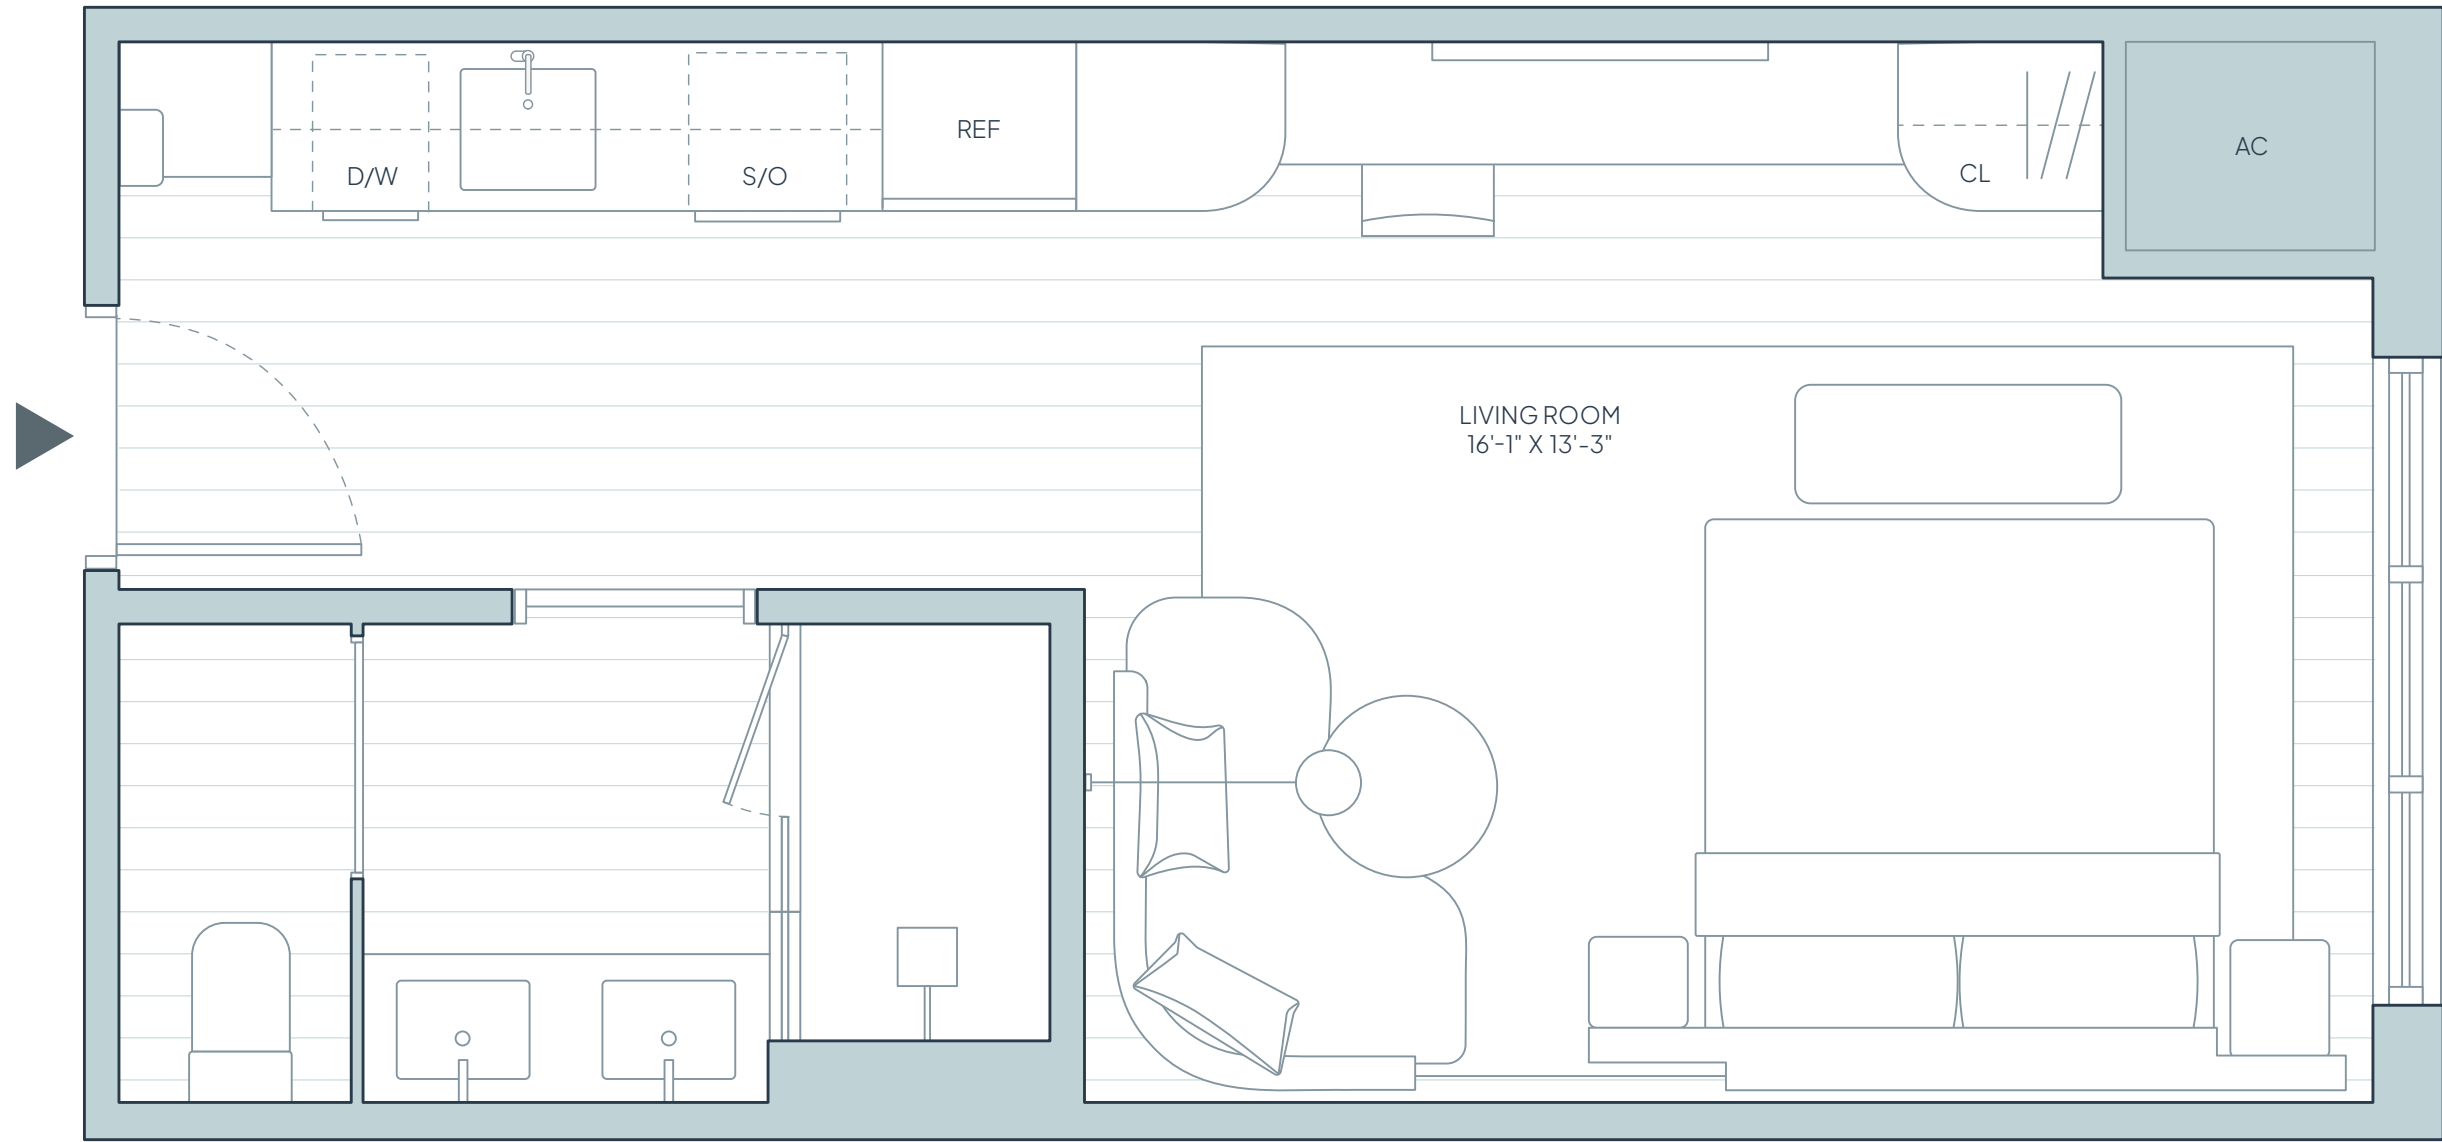 REF
AC
D/W
S/O
CL
LIVING ROOM
16'-1" X 13'-3"